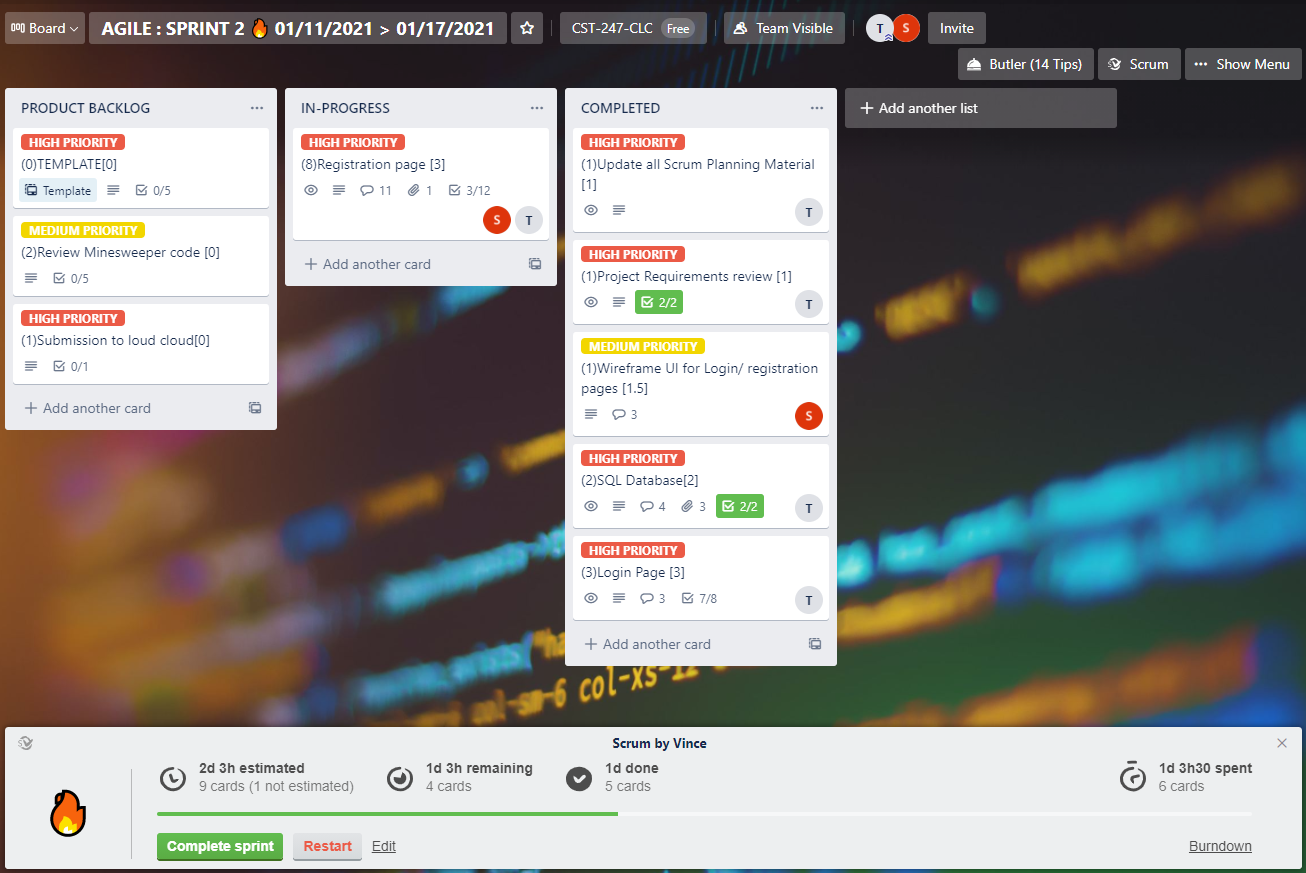 Board
AGILE : SPRINT 2 🔥 01/11/2021 > 01/17/2021
CST-247-CLC Free
Team Visible
T S
Invite
Butler (14 Tips)
Scrum
Show Menu
PRODUCT BACKLOG
HIGH PRIORITY
(0)TEMPLATE[0]
Template 0/5
MEDIUM PRIORITY
(2)Review Minesweeper code [0]
0/5
HIGH PRIORITY
(1)Submission to loud cloud[0]
0/1
+ Add another card
IN-PROGRESS
HIGH PRIORITY
(8)Registration page [3]
11 1 3/12
S T
+ Add another card
COMPLETED
HIGH PRIORITY
(1)Update all Scrum Planning Material
[1]
T
HIGH PRIORITY
(1)Project Requirements review [1]
2/2
T
MEDIUM PRIORITY
(1)Wireframe UI for Login/ registration
pages [1.5]
3
S
HIGH PRIORITY
(2)SQL Database[2]
4 3 2/2
T
HIGH PRIORITY
(3)Login Page [3]
3 7/8
T
+ Add another card
+ Add another list
col-sm-6 col-xs-12
Scrum by Vince
2d 3h estimated
9 cards (1 not estimated)
1d 3h remaining
4 cards
1d done
5 cards
1d 3h30 spent
6 cards
Complete sprint
Restart
Edit
Burndown